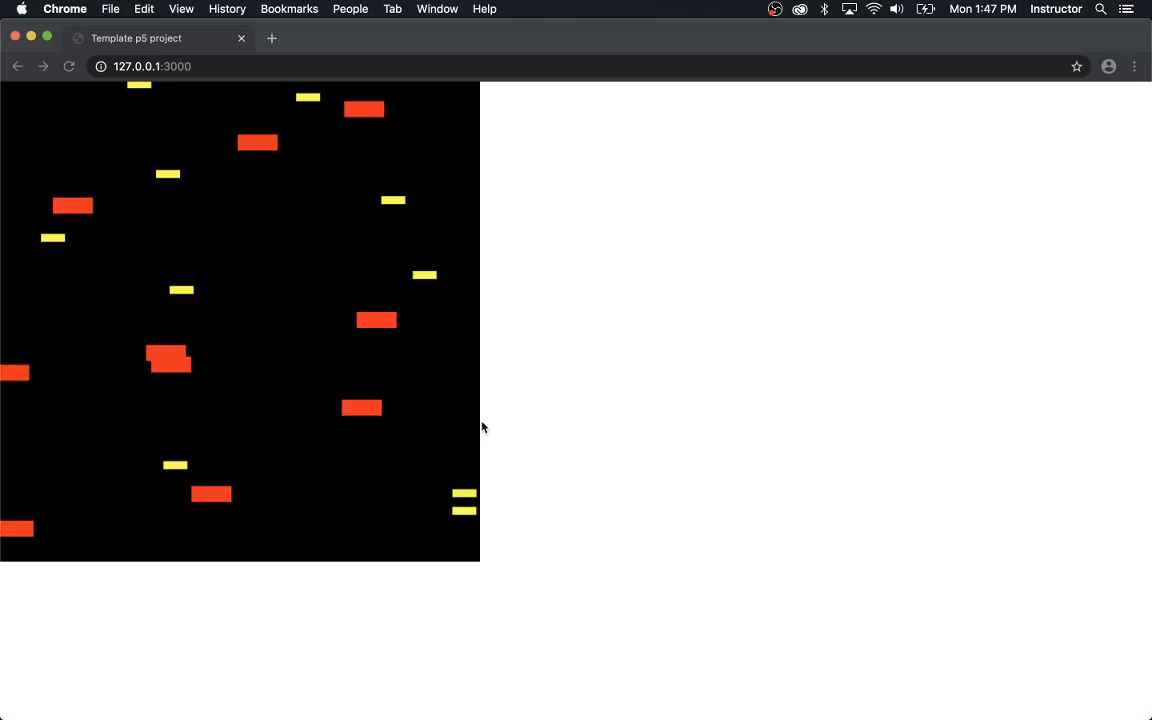 Chrome File Edit View History Bookmarks People Tab Window Help Mon 1:47 PM Instructor
Template p5 project
127.0.0.1:3000